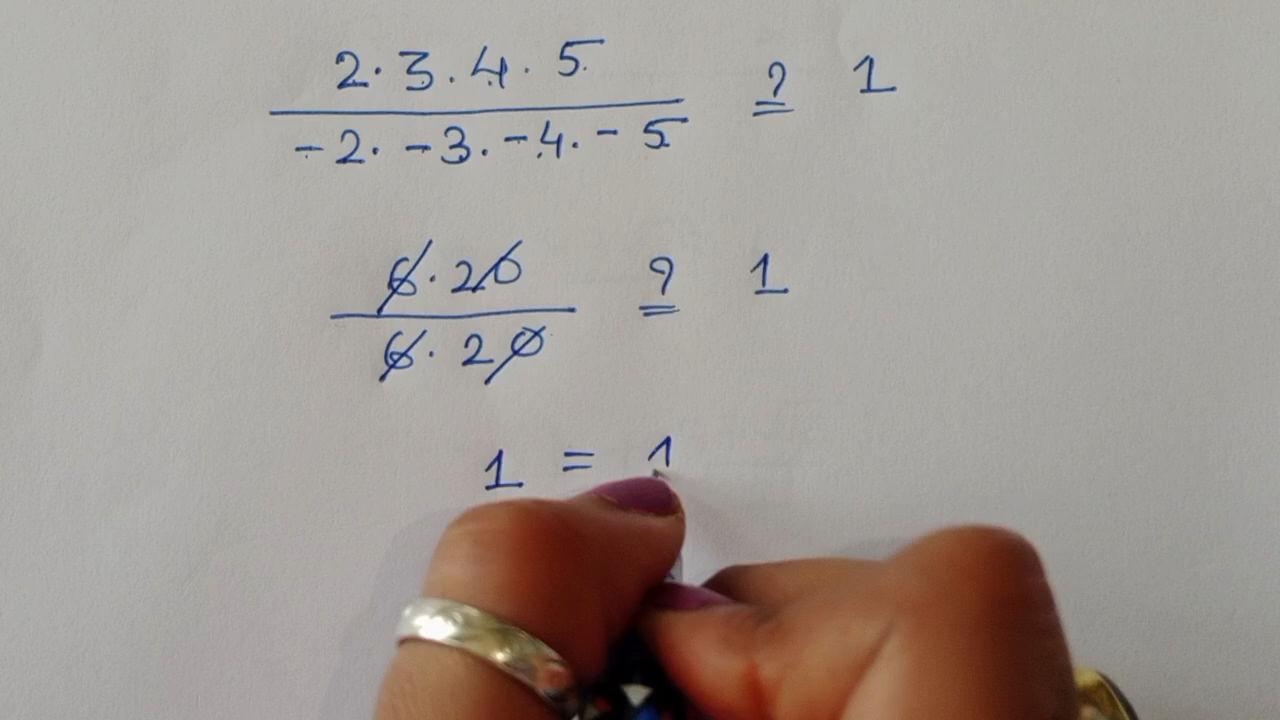 2·3·4·5 ≟ 1
-2·-3·-4·-5
6·20 ≟ 1
6·20
1 = 1